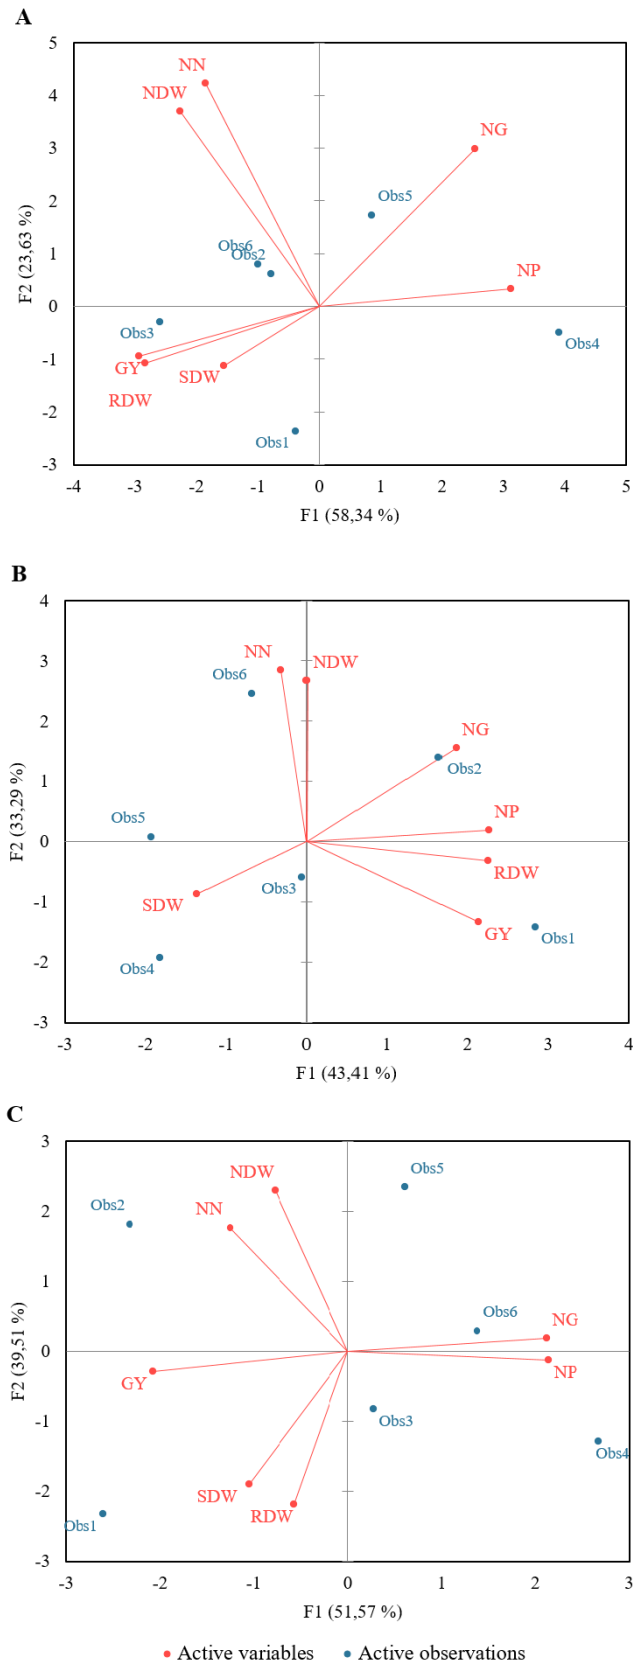 A
5
NN
NDW
4
NG
3
2
Obs5
1
Obs6
Obs2
NP
F2 (23,63 %)
0
Obs3
Obs4
-1
GY
SDW
RDW
-2
Obs1
-3
-4 -3 -2 -1 0 1 2 3 4 5
F1 (58,34 %)
B
4
NN
NDW
3
Obs6
2
NG
Obs2
1
Obs5
NP
F2 (33,29 %)
0
RDW
Obs3
SDW
-1
GY
Obs1
Obs4
-2
-3
-3 -2 -1 0 1 2 3 4
F1 (43,41 %)
C
3
NDW
Obs5
Obs2
NN
2
1
Obs6
NG
F2 (39,51 %)
0
GY
NP
-1
Obs3
Obs4
-2
SDW
RDW
Obs1
-3
-3 -2 -1 0 1 2 3
F1 (51,57 %)
Active variables Active observations